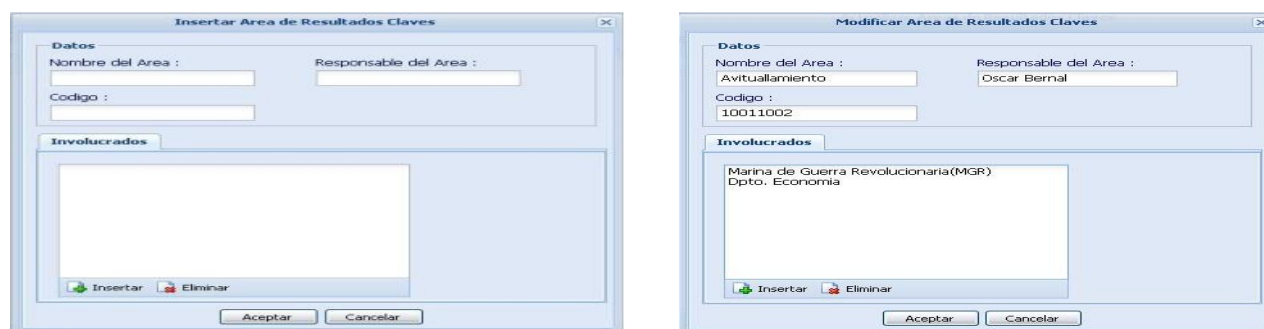 Insertar Area de Resultados Claves
Datos
Nombre del Area :
Responsable del Area :
Codigo :
Involucrados
Insertar
Eliminar
Aceptar
Cancelar
Modificar Area de Resultados Claves
Datos
Nombre del Area :
Responsable del Area :
Avituallamiento
Oscar Bernal
Codigo :
10011002
Involucrados
Marina de Guerra Revolucionaria(MGR)
Dpto. Economia
Insertar
Eliminar
Aceptar
Cancelar